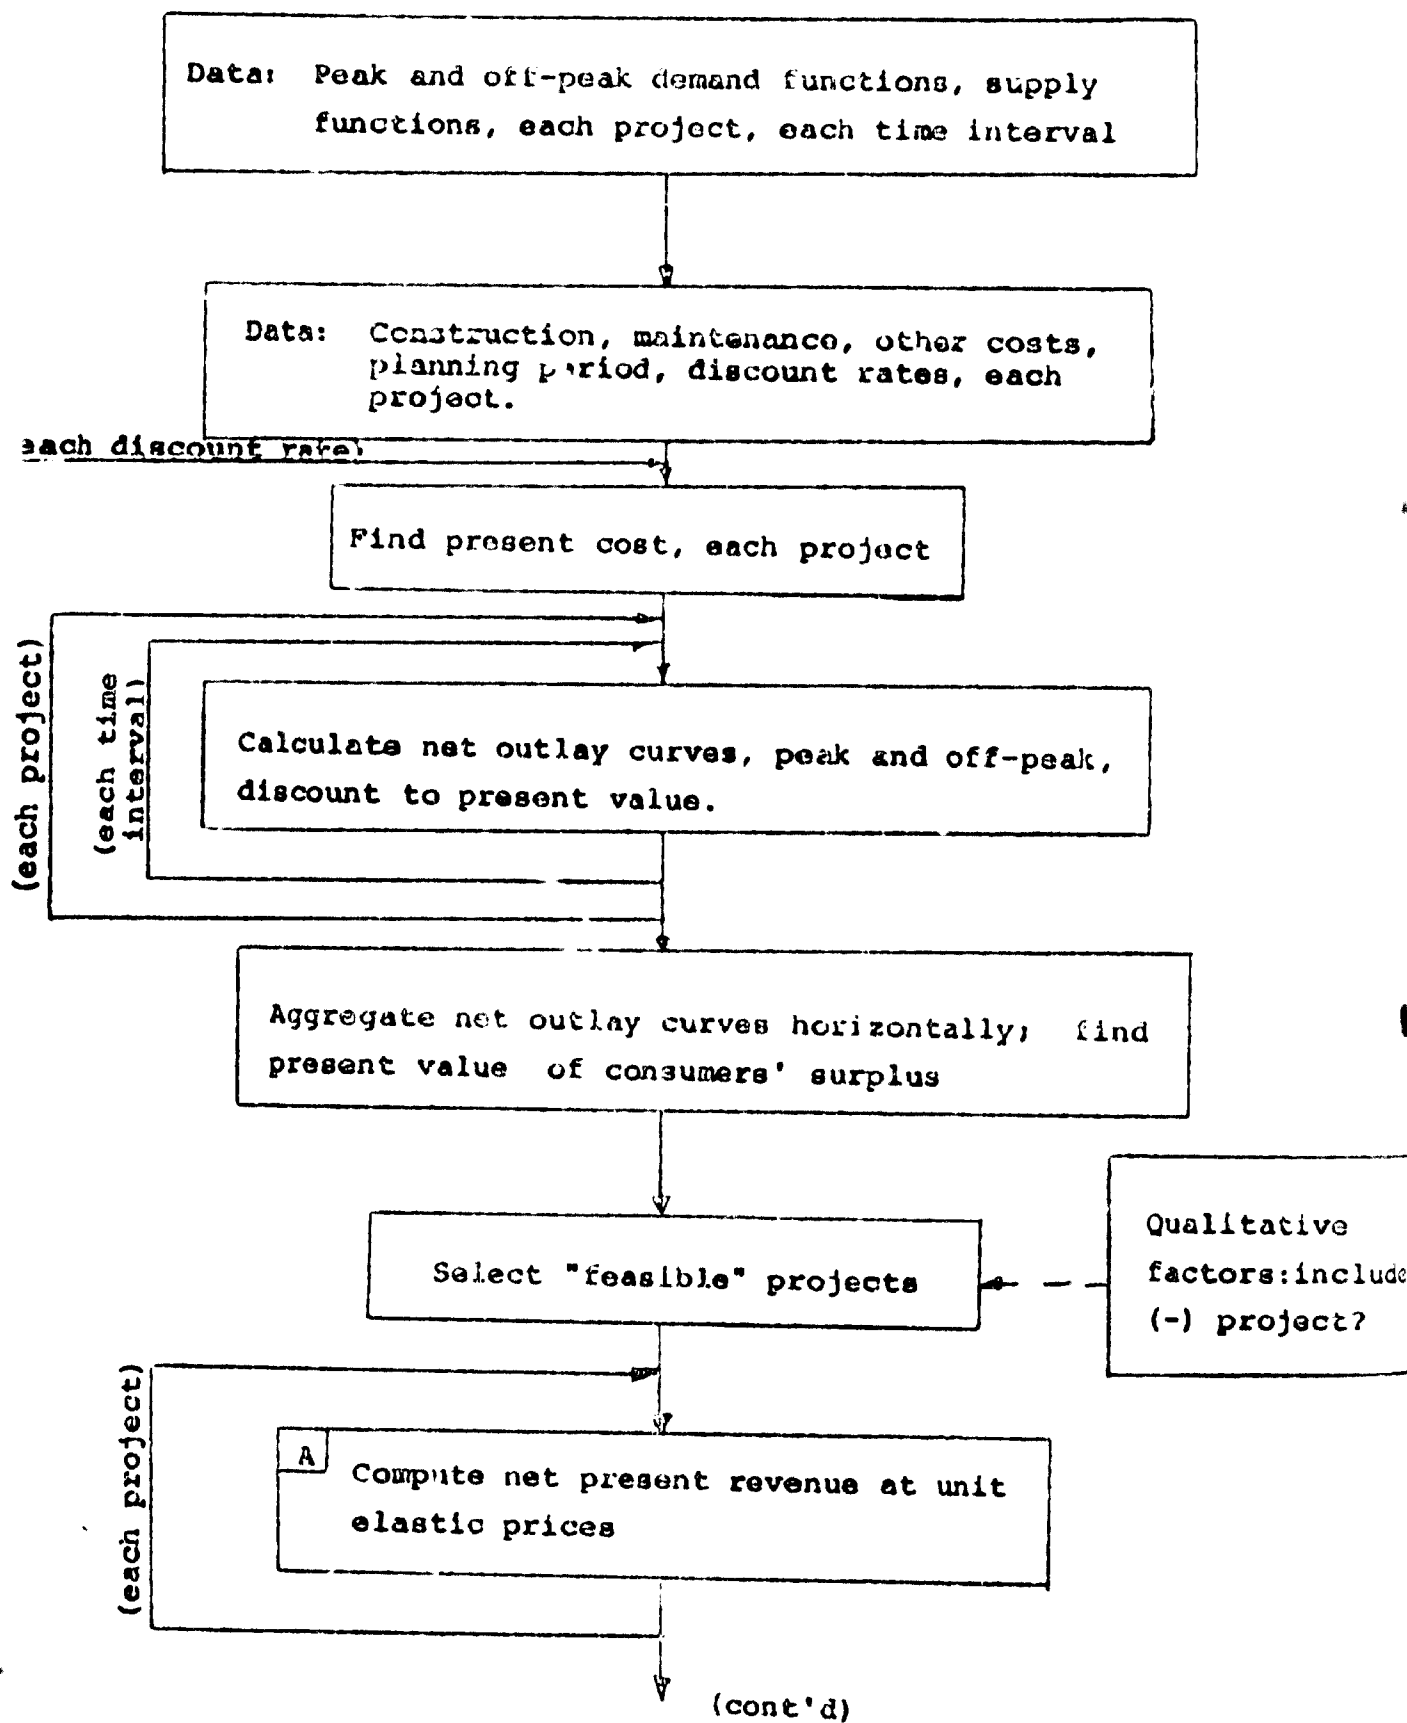 Data: Peak and off-peak demand functions, supply
functions, each project, each time interval
Data: Construction, maintenance, other costs,
planning period, discount rates, each
project.
each discount rate)
Find present cost, each project
(each project)
(each time
interval)
Calculate net outlay curves, peak and off-peak,
discount to present value.
Aggregate net outlay curves horizontally; find
present value of consumers' surplus
Qualitative
factors:include
(-) project?
Select "feasible" projects
(each project)
A
Compute net present revenue at unit
elastic prices
(cont'd)